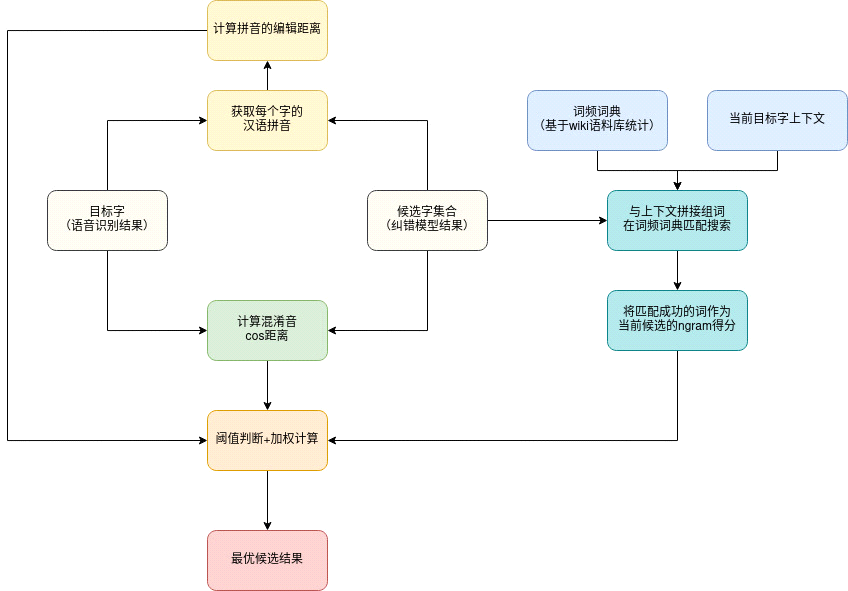 计算拼音的编辑距离
获取每个字的
汉语拼音
词频词典
（基于wiki语料库统计）
当前目标字上下文
目标字
（语音识别结果）
候选字集合
（纠错模型结果）
与上下文拼接组词
在词频词典匹配搜索
计算混淆音
cos距离
将匹配成功的词作为
当前候选的ngram得分
阈值判断+加权计算
最优候选结果